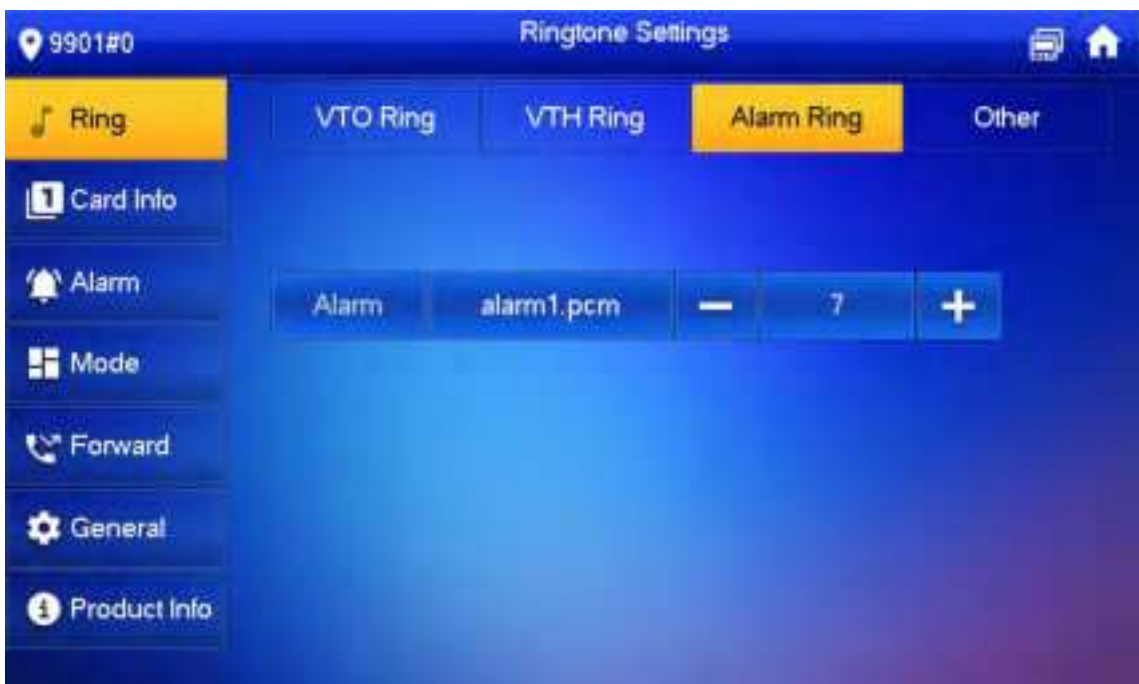 9901#0
Ringtone Settings
Ring
VTO Ring
VTH Ring
Alarm Ring
Other
Card Info
Alarm
Alarm
alarm1.pcm
7
Mode
Forward
General
Product Info